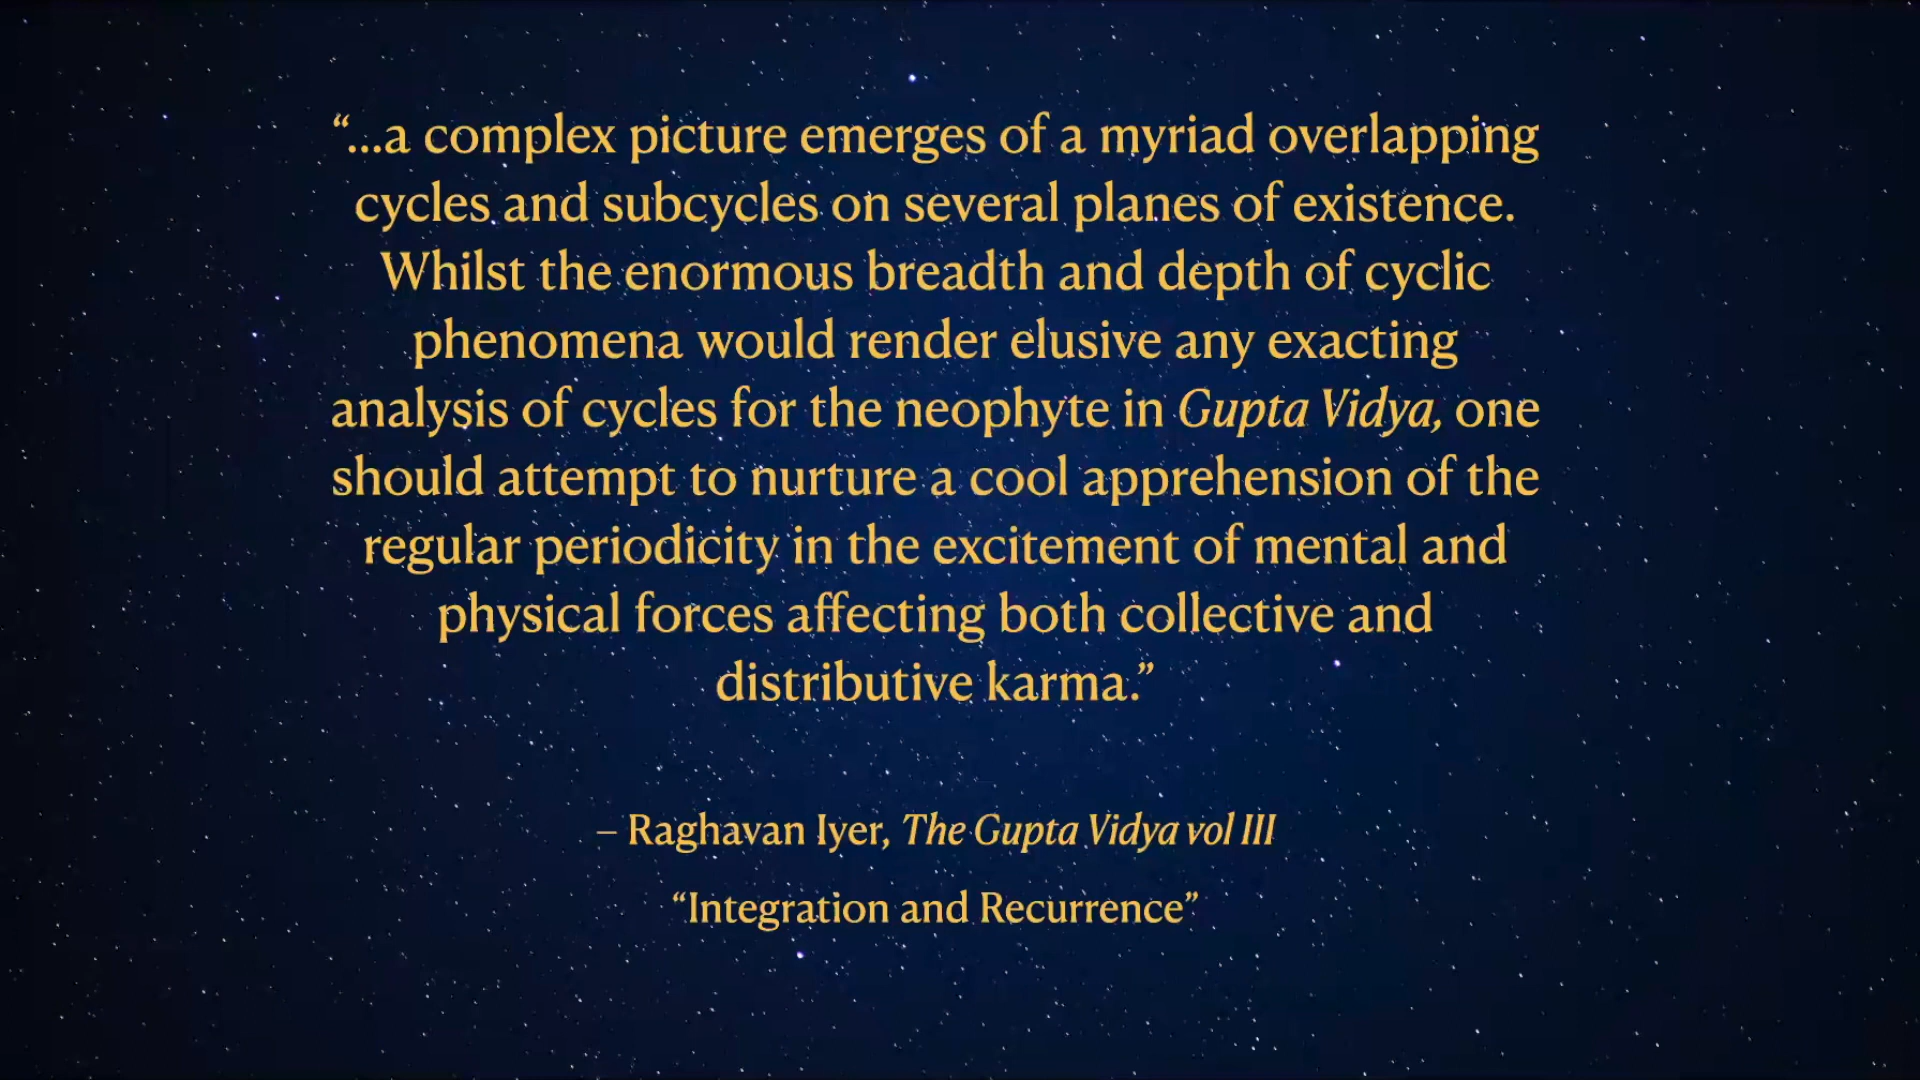 “...a complex picture emerges of a myriad overlapping
cycles and subcycles on several planes of existence.
Whilst the enormous breadth and depth of cyclic
phenomena would render elusive any exacting
analysis of cycles for the neophyte in Gupta Vidya, one
should attempt to nurture a cool apprehension of the
regular periodicity in the excitement of mental and
physical forces affecting both collective and
distributive karma.”
– Raghavan Iyer, The Gupta Vidya vol III
“Integration and Recurrence”